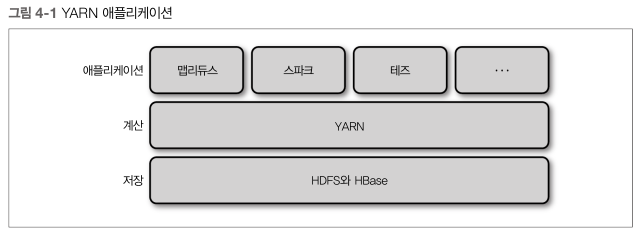 그림 4-1 YARN 애플리케이션
애플리케이션 맵리듀스 스파크 테즈 ···
계산 YARN
저장 HDFS와 HBase